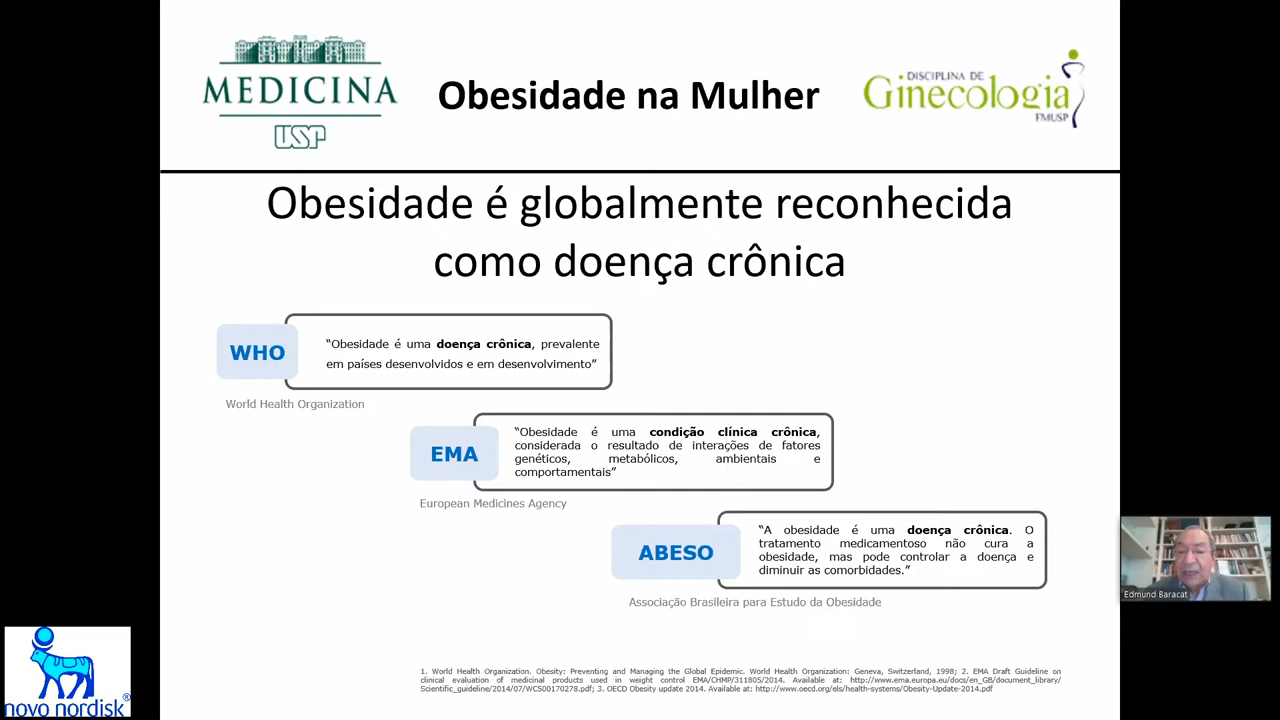 MEDICINA
USP
Obesidade na Mulher
DISCIPLINA DE
Ginecologia
FMUSP
Obesidade é globalmente reconhecida
como doença crônica
WHO
“Obesidade é uma doença crônica, prevalente
em países desenvolvidos e em desenvolvimento”
World Health Organization
EMA
“Obesidade é uma condição clínica crônica,
considerada o resultado de interações de fatores
genéticos, metabólicos, ambientais e
comportamentais”
European Medicines Agency
ABESO
“A obesidade é uma doença crônica. O
tratamento medicamentoso não cura a
obesidade, mas pode controlar a doença e
diminuir as comorbidades.”
Associação Brasileira para Estudo da Obesidade
Edmund Baracat
1. World Health Organization. Obesity: Preventing and Managing the Global Epidemic. World Health Organization: Geneva, Switzerland, 1998; 2. EMA Draft Guideline on
clinical evaluation of medicinal products used in weight control EMA/CHMP/311805/2014. Available at: http://www.ema.europa.eu/docs/en_GB/document_library/
Scientific_guideline/2014/07/WC500170278.pdf; 3. OECD Obesity update 2014. Available at: http://www.oecd.org/els/health-systems/Obesity-Update-2014.pdf
novo nordisk®